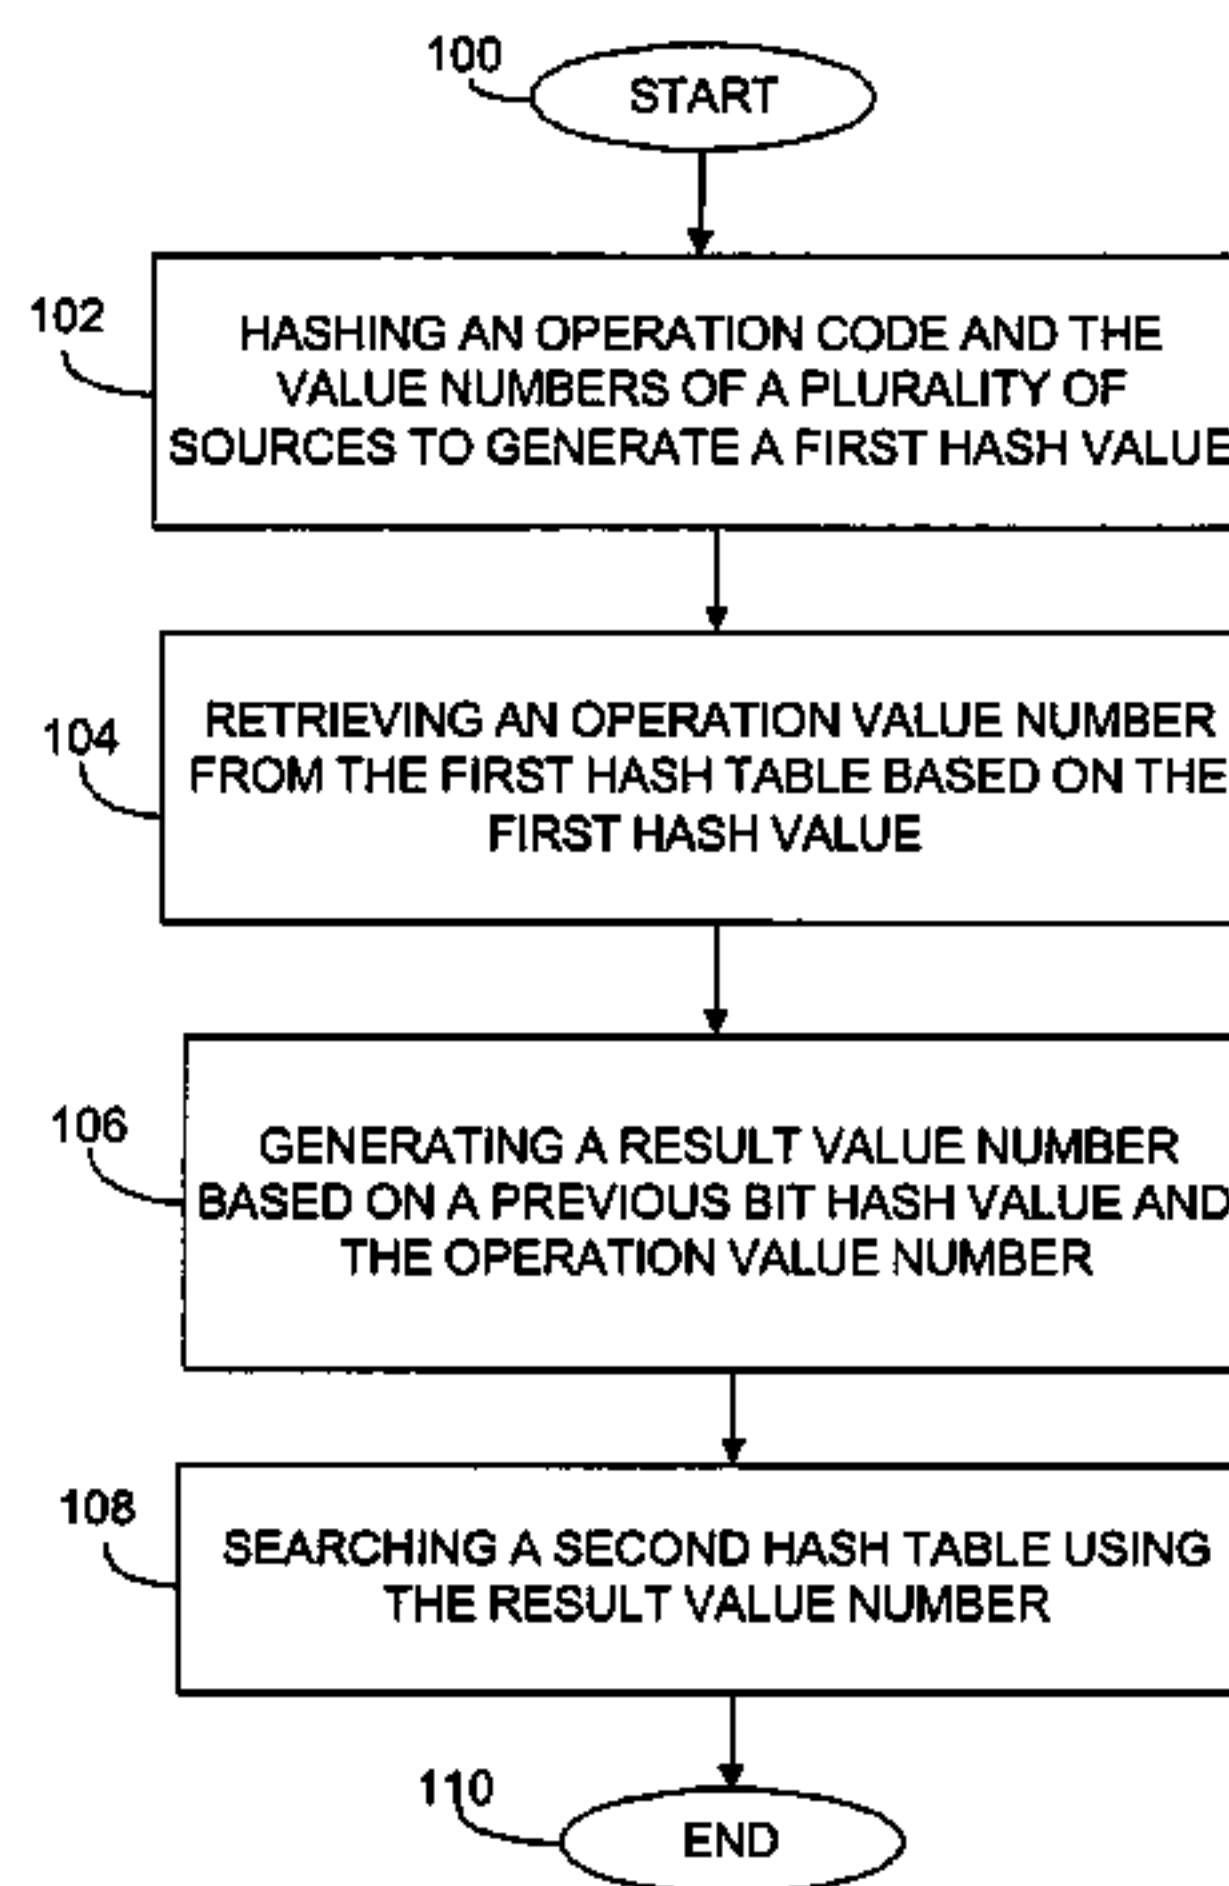 100
START
102
HASHING AN OPERATION CODE AND THE
VALUE NUMBERS OF A PLURALITY OF
SOURCES TO GENERATE A FIRST HASH VALUE
104
RETRIEVING AN OPERATION VALUE NUMBER
FROM THE FIRST HASH TABLE BASED ON THE
FIRST HASH VALUE
106
GENERATING A RESULT VALUE NUMBER
BASED ON A PREVIOUS BIT HASH VALUE AND
THE OPERATION VALUE NUMBER
108
SEARCHING A SECOND HASH TABLE USING
THE RESULT VALUE NUMBER
110
END